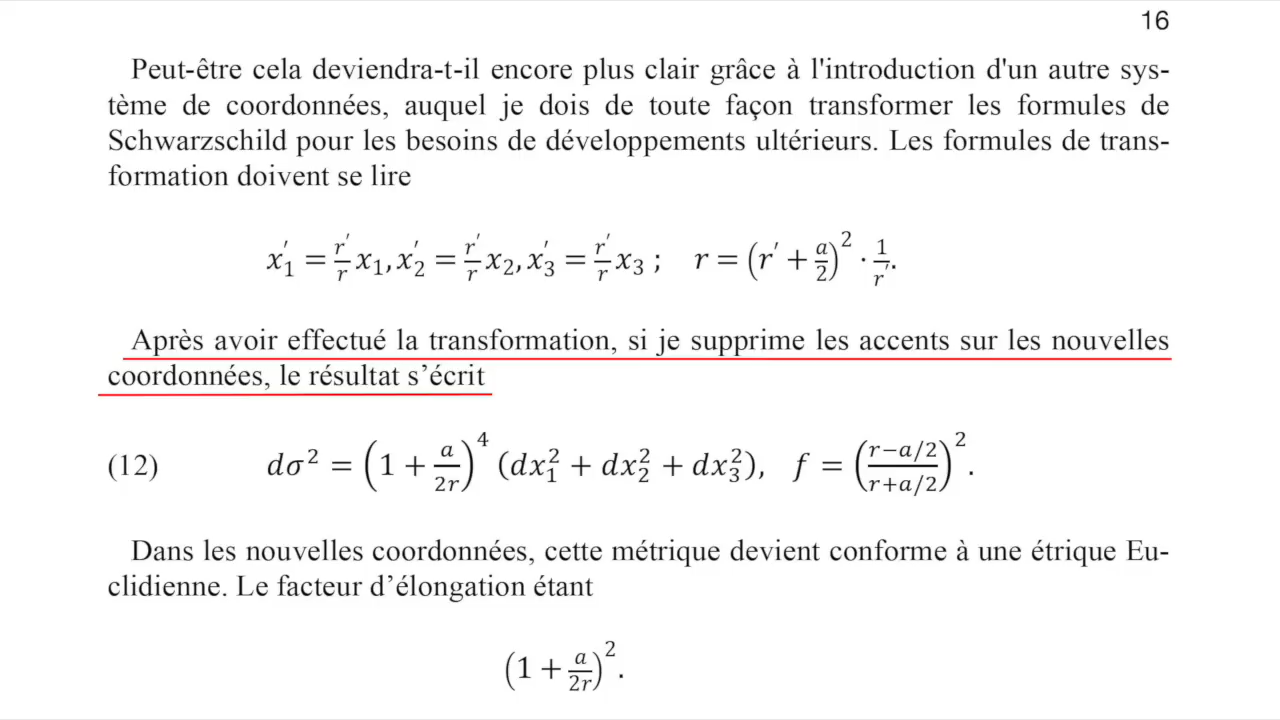 16
Peut-être cela deviendra-t-il encore plus clair grâce à l'introduction d'un autre sys-
tème de coordonnées, auquel je dois de toute façon transformer les formules de
Schwarzschild pour les besoins de développements ultérieurs. Les formules de trans-
formation doivent se lire
x₁′ = r′/r x₁, x₂′ = r′/r x₂, x₃′ = r′/r x₃ ; r = (r′ + a/2)² · 1/r′.
Après avoir effectué la transformation, si je supprime les accents sur les nouvelles
coordonnées, le résultat s’écrit
(12) dσ² = (1 + a/2r)⁴ (dx₁² + dx₂² + dx₃²), f = (r−a/2 / r+a/2)².
Dans les nouvelles coordonnées, cette métrique devient conforme à une étrique Eu-
clidienne. Le facteur d’élongation étant
(1 + a/2r)².